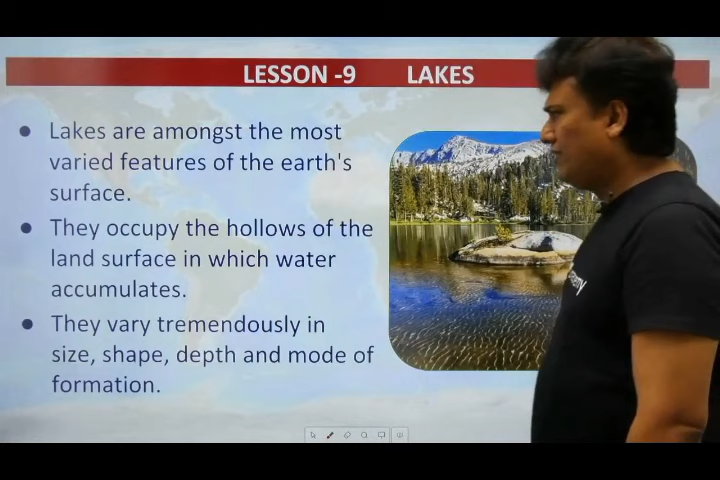 LESSON -9 LAKES
● Lakes are amongst the most
varied features of the earth's
surface.
● They occupy the hollows of the
land surface in which water
accumulates.
● They vary tremendously in
size, shape, depth and mode of
formation.